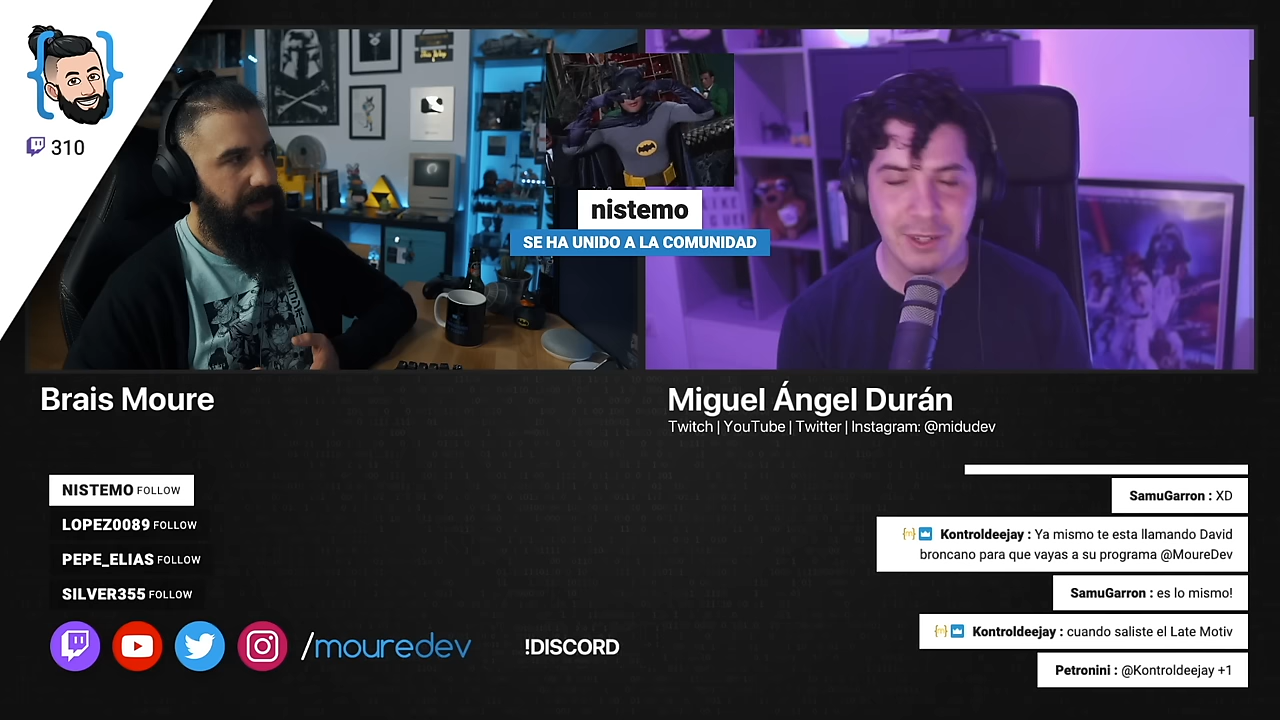 310
nistemo
SE HA UNIDO A LA COMUNIDAD
Brais Moure
Miguel Ángel Durán
Twitch | YouTube | Twitter | Instagram: @midudev
NISTEMO FOLLOW
LOPEZ0089 FOLLOW
PEPE_ELIAS FOLLOW
SILVER355 FOLLOW
/mouredev
!DISCORD
SamuGarron : XD
Kontroldeejay : Ya mismo te esta llamando David
broncano para que vayas a su programa @MoureDev
SamuGarron : es lo mismo!
Kontroldeejay : cuando saliste el Late Motiv
Petronini : @Kontroldeejay +1